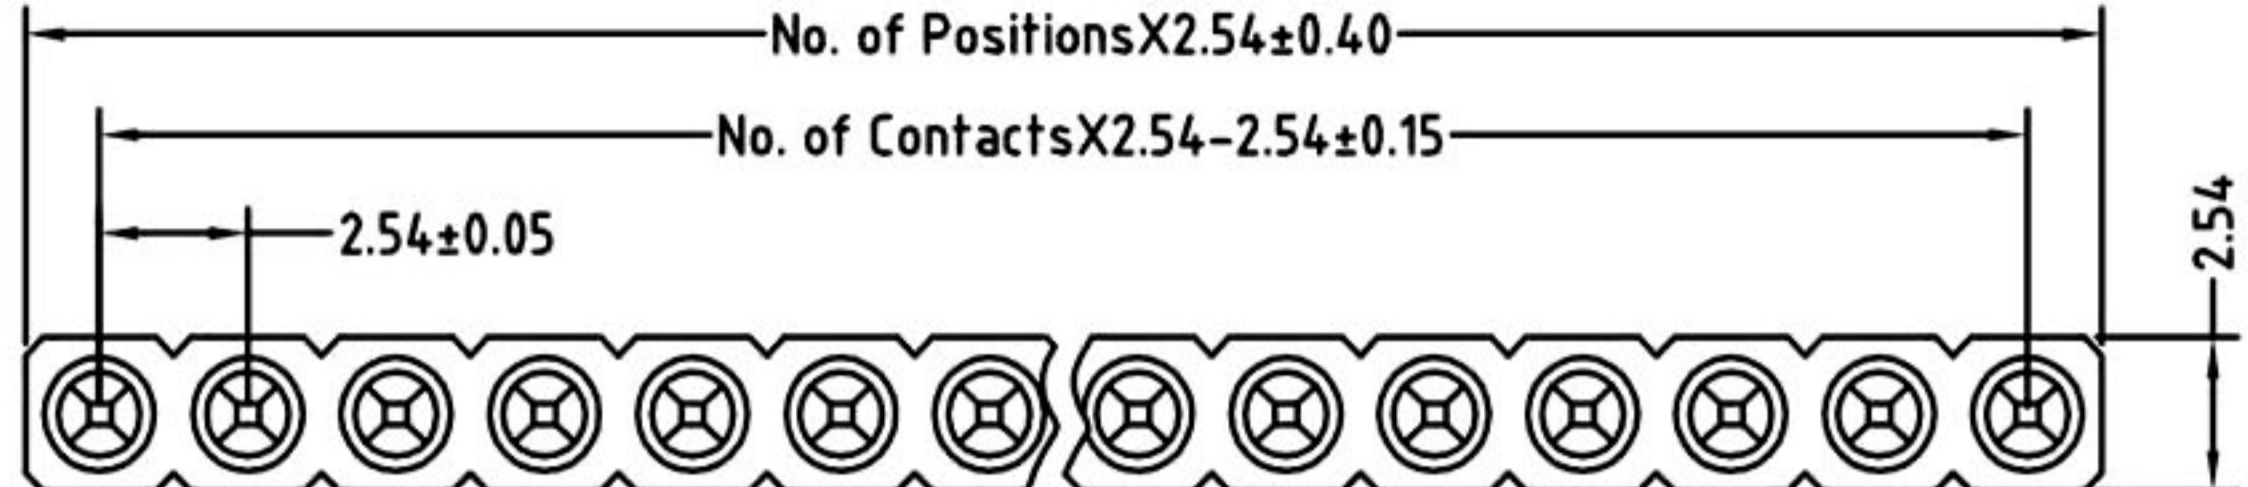 No. of PositionsX2.54±0.40
No. of ContactsX2.54-2.54±0.15
2.54±0.05
2.54